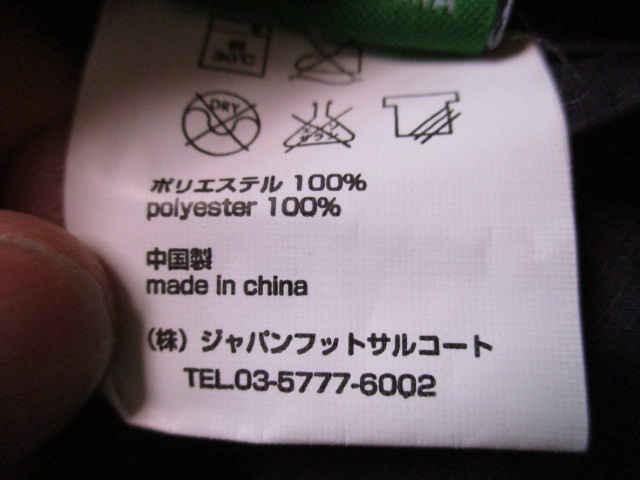 DRY
ポリエステル 100%
polyester 100%
中国製
made in china
(株) ジャパンフットサルコート
TEL.03-5777-6002